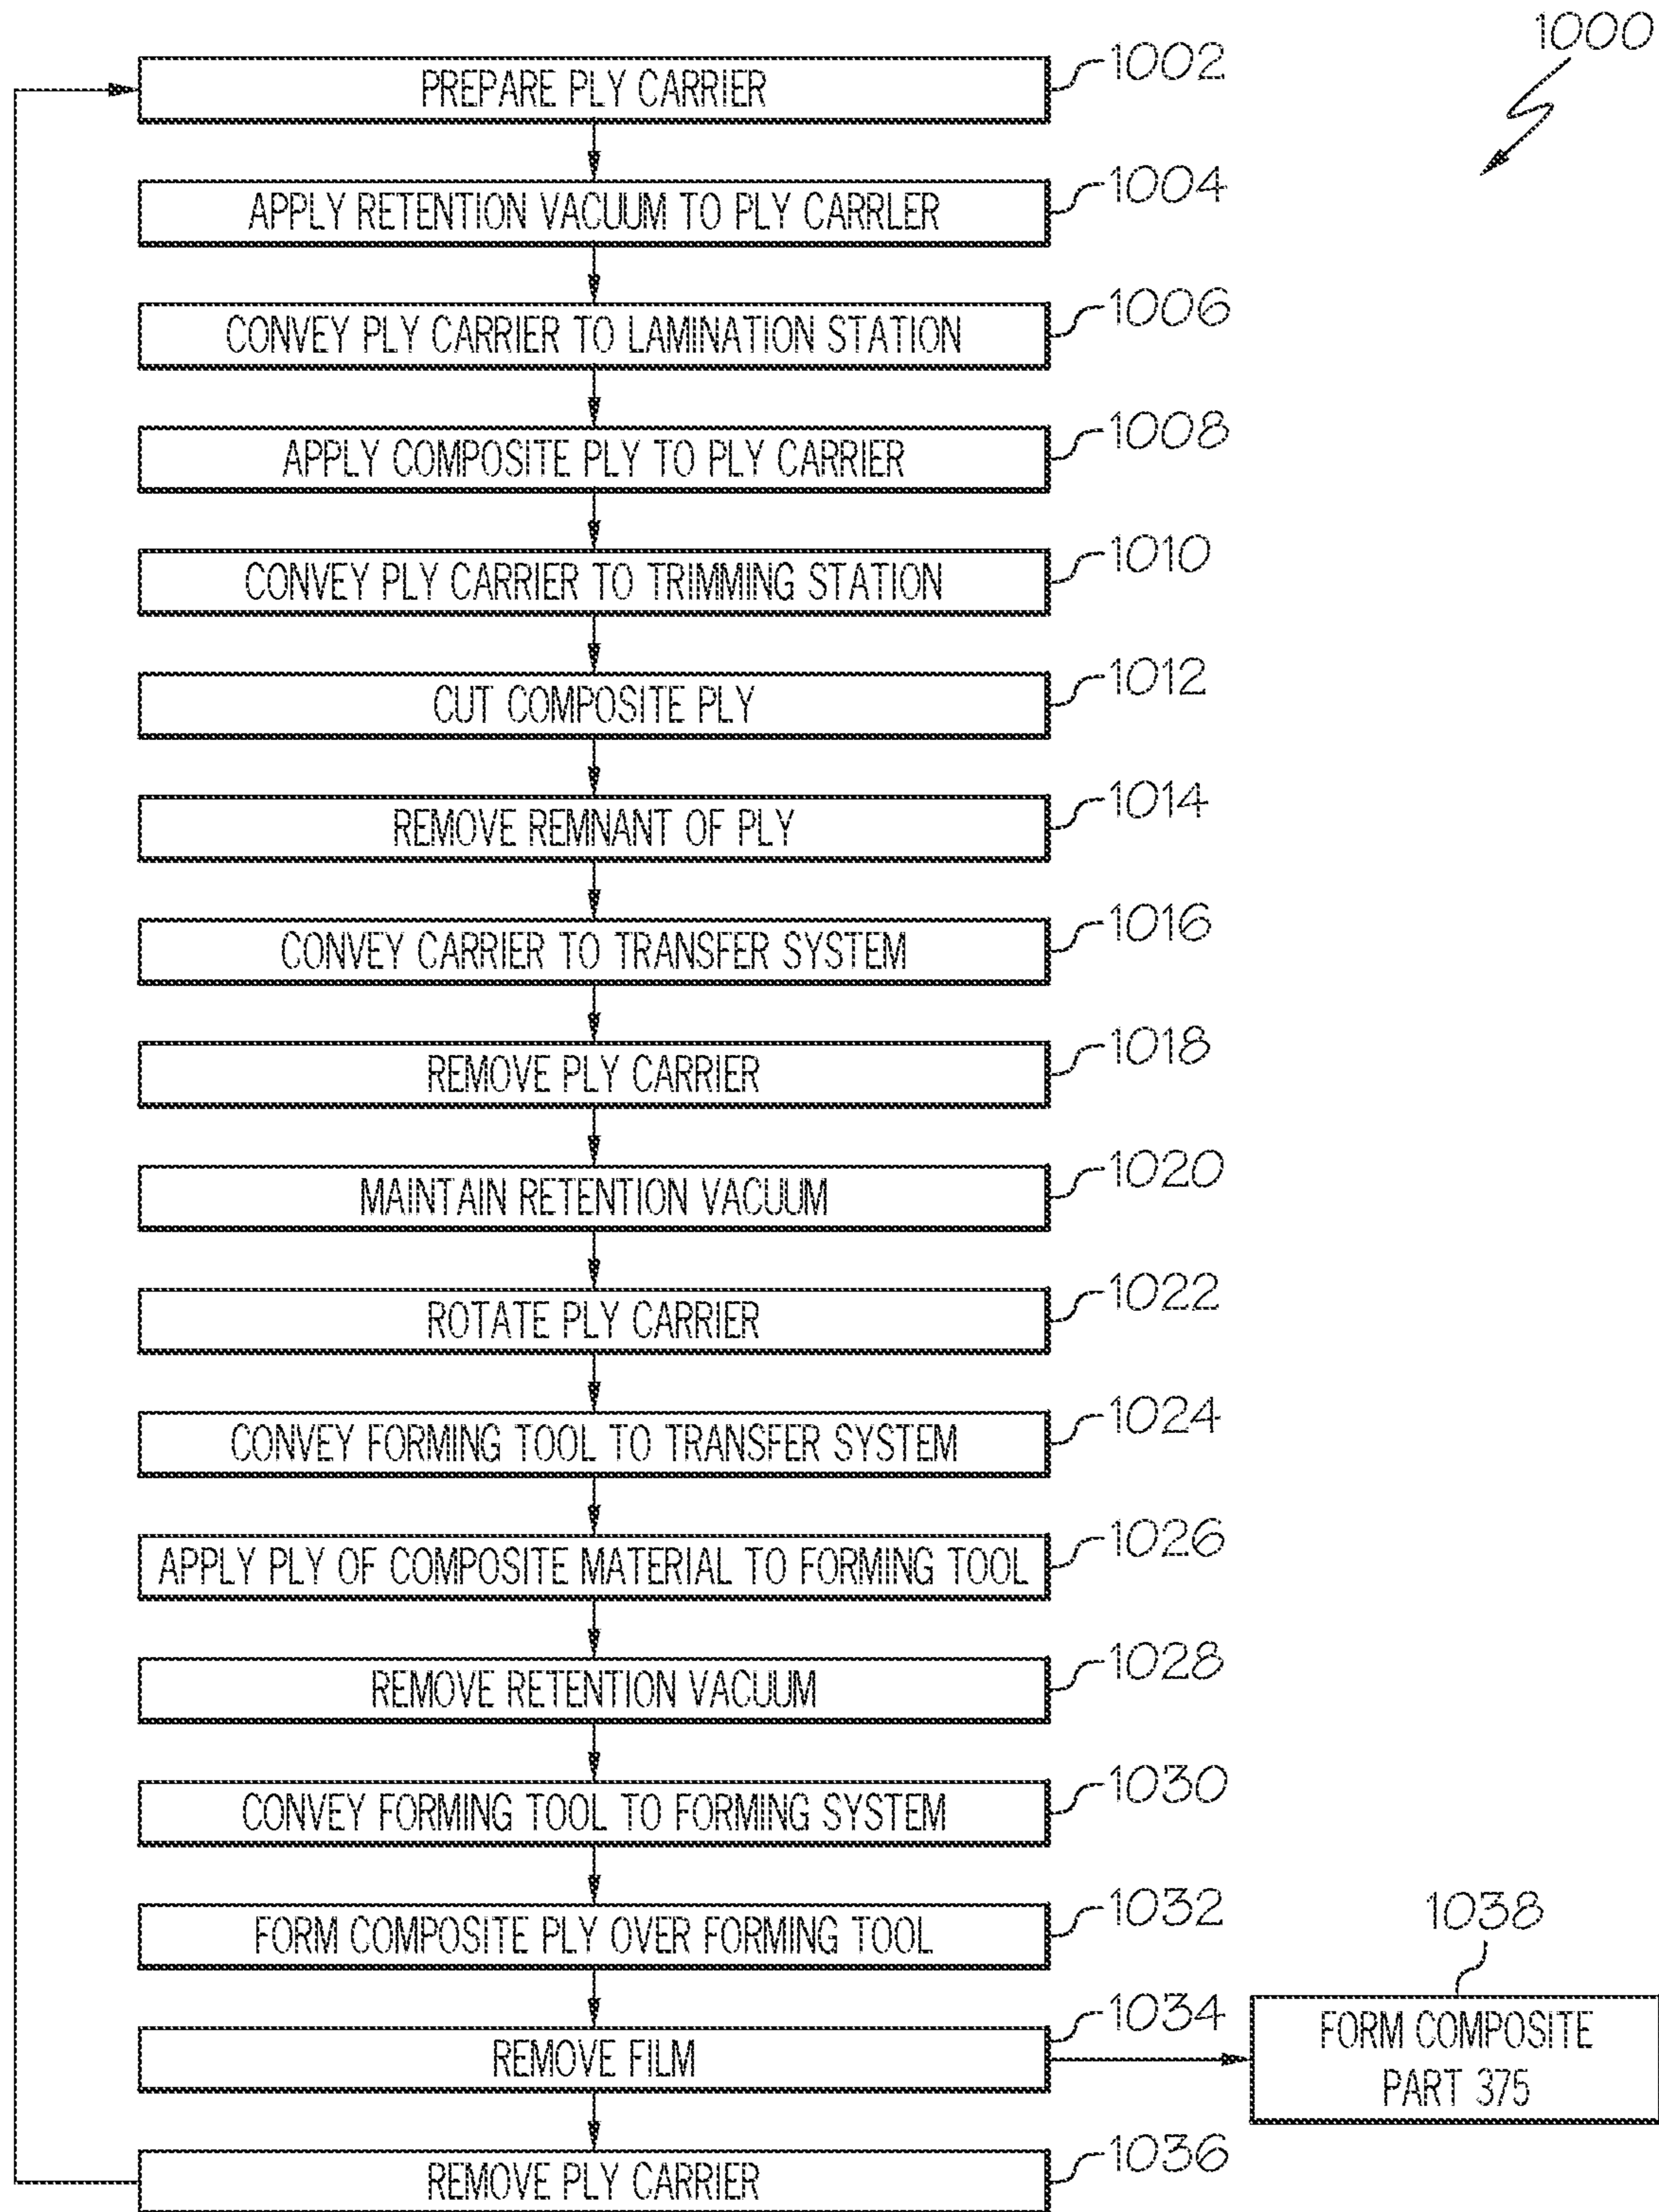 1000
PREPARE PLY CARRIER 1002
APPLY RETENTION VACUUM TO PLY CARRLER 1004
CONVEY PLY CARRIER TO LAMINATION STATION 1006
APPLY COMPOSITE PLY TO PLY CARRIER 1008
CONVEY PLY CARRIER TO TRIMMING STATION 1010
CUT COMPOSITE PLY 1012
REMOVE REMNANT OF PLY 1014
CONVEY CARRIER TO TRANSFER SYSTEM 1016
REMOVE PLY CARRIER 1018
MAINTAIN RETENTION VACUUM 1020
ROTATE PLY CARRIER 1022
CONVEY FORMING TOOL TO TRANSFER SYSTEM 1024
APPLY PLY OF COMPOSITE MATERIAL TO FORMING TOOL 1026
REMOVE RETENTION VACUUM 1028
CONVEY FORMING TOOL TO FORMING SYSTEM 1030
FORM COMPOSITE PLY OVER FORMING TOOL 1032
REMOVE FILM 1034
1038
FORM COMPOSITE
PART 375
REMOVE PLY CARRIER 1036